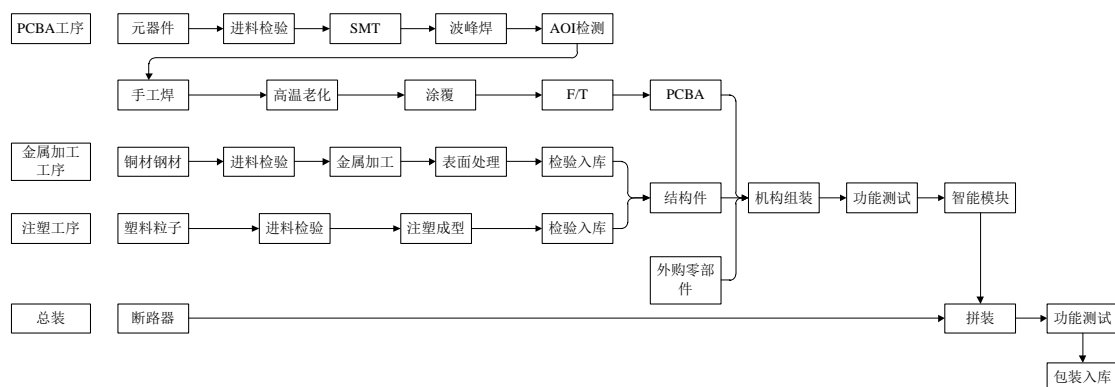 PCBA工序
元器件
进料检验
SMT
波峰焊
AOI检测
手工焊
高温老化
涂覆
F/T
PCBA
金属加工
工序
铜材钢材
进料检验
金属加工
表面处理
检验入库
结构件
机构组装
功能测试
智能模块
注塑工序
塑料粒子
进料检验
注塑成型
检验入库
外购零部
件
总装
断路器
拼装
功能测试
包装入库